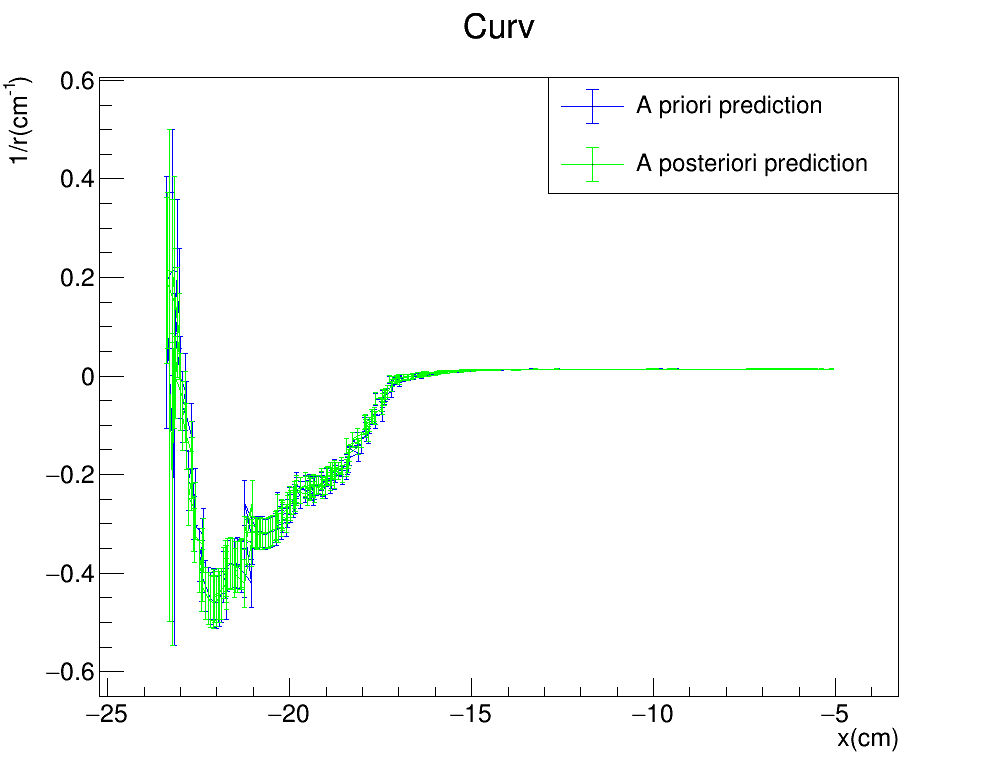 Curv
1/r(cm⁻¹)
A priori prediction
A posteriori prediction
0.6
0.4
0.2
0
−0.2
−0.4
−0.6
−25 −20 −15 −10 −5
x(cm)